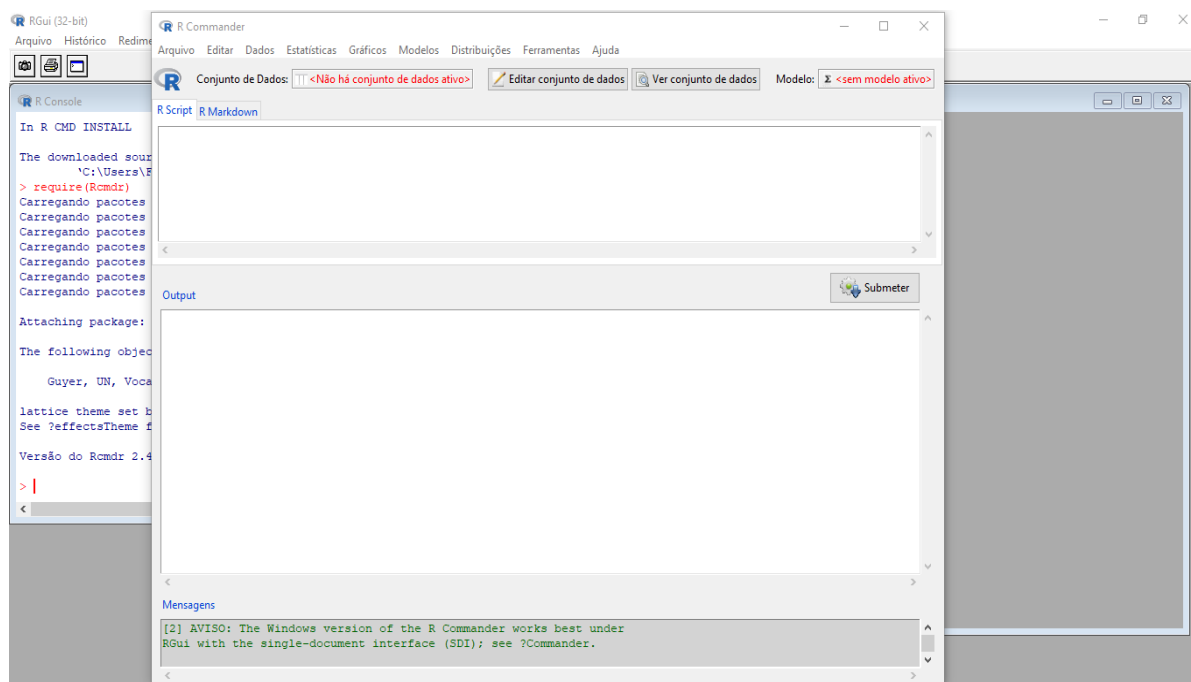 RGui (32-bit)
Arquivo Histórico Redime
R Console
In R CMD INSTALL
The downloaded sour
'C:\Users\F
> require(Rcmdr)
Carregando pacotes
Carregando pacotes
Carregando pacotes
Carregando pacotes
Carregando pacotes
Carregando pacotes
Carregando pacotes
Attaching package:
The following objec
Guyer, UN, Voca
lattice theme set b
See ?effectsTheme f
Versão do Rcmdr 2.4
>
R Commander
Arquivo Editar Dados Estatísticas Gráficos Modelos Distribuições Ferramentas Ajuda
Conjunto de Dados: <Não há conjunto de dados ativo> Editar conjunto de dados Ver conjunto de dados Modelo: Σ <sem modelo ativo>
R Script R Markdown
Submeter
Output
Mensagens
[2] AVISO: The Windows version of the R Commander works best under
RGui with the single-document interface (SDI); see ?Commander.